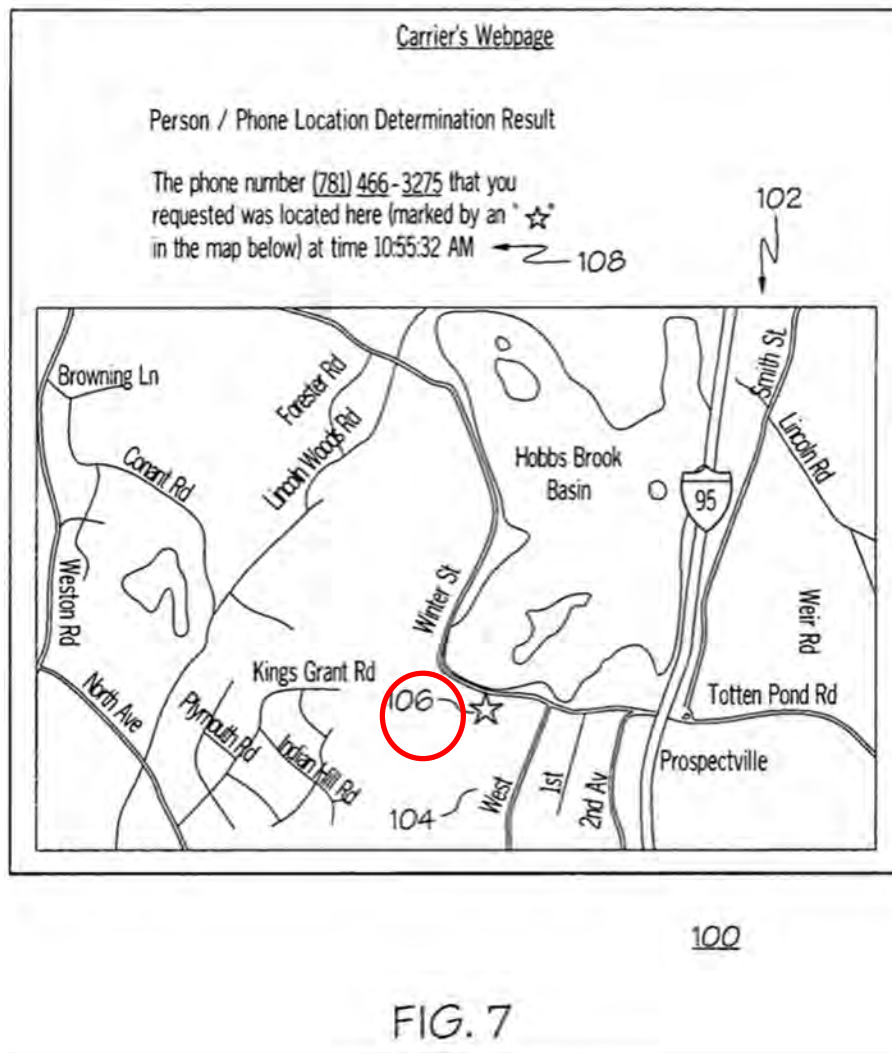 Carrier's Webpage
Person / Phone Location Determination Result
The phone number (781) 466-3275 that you
requested was located here (marked by an "☆"
in the map below) at time 10:55:32 AM
108
102
Browning Ln
Forester Rd
Smith St
Lincoln Rd
Conant Rd
Lincoln Woods Rd
Hobbs Brook
Basin
95
Weston Rd
Winter St
Weir Rd
Kings Grant Rd
North Ave
Plymouth Rd
106
Totten Pond Rd
Indian Hill Rd
Prospectville
104
West
1st
2nd Av
100
FIG. 7